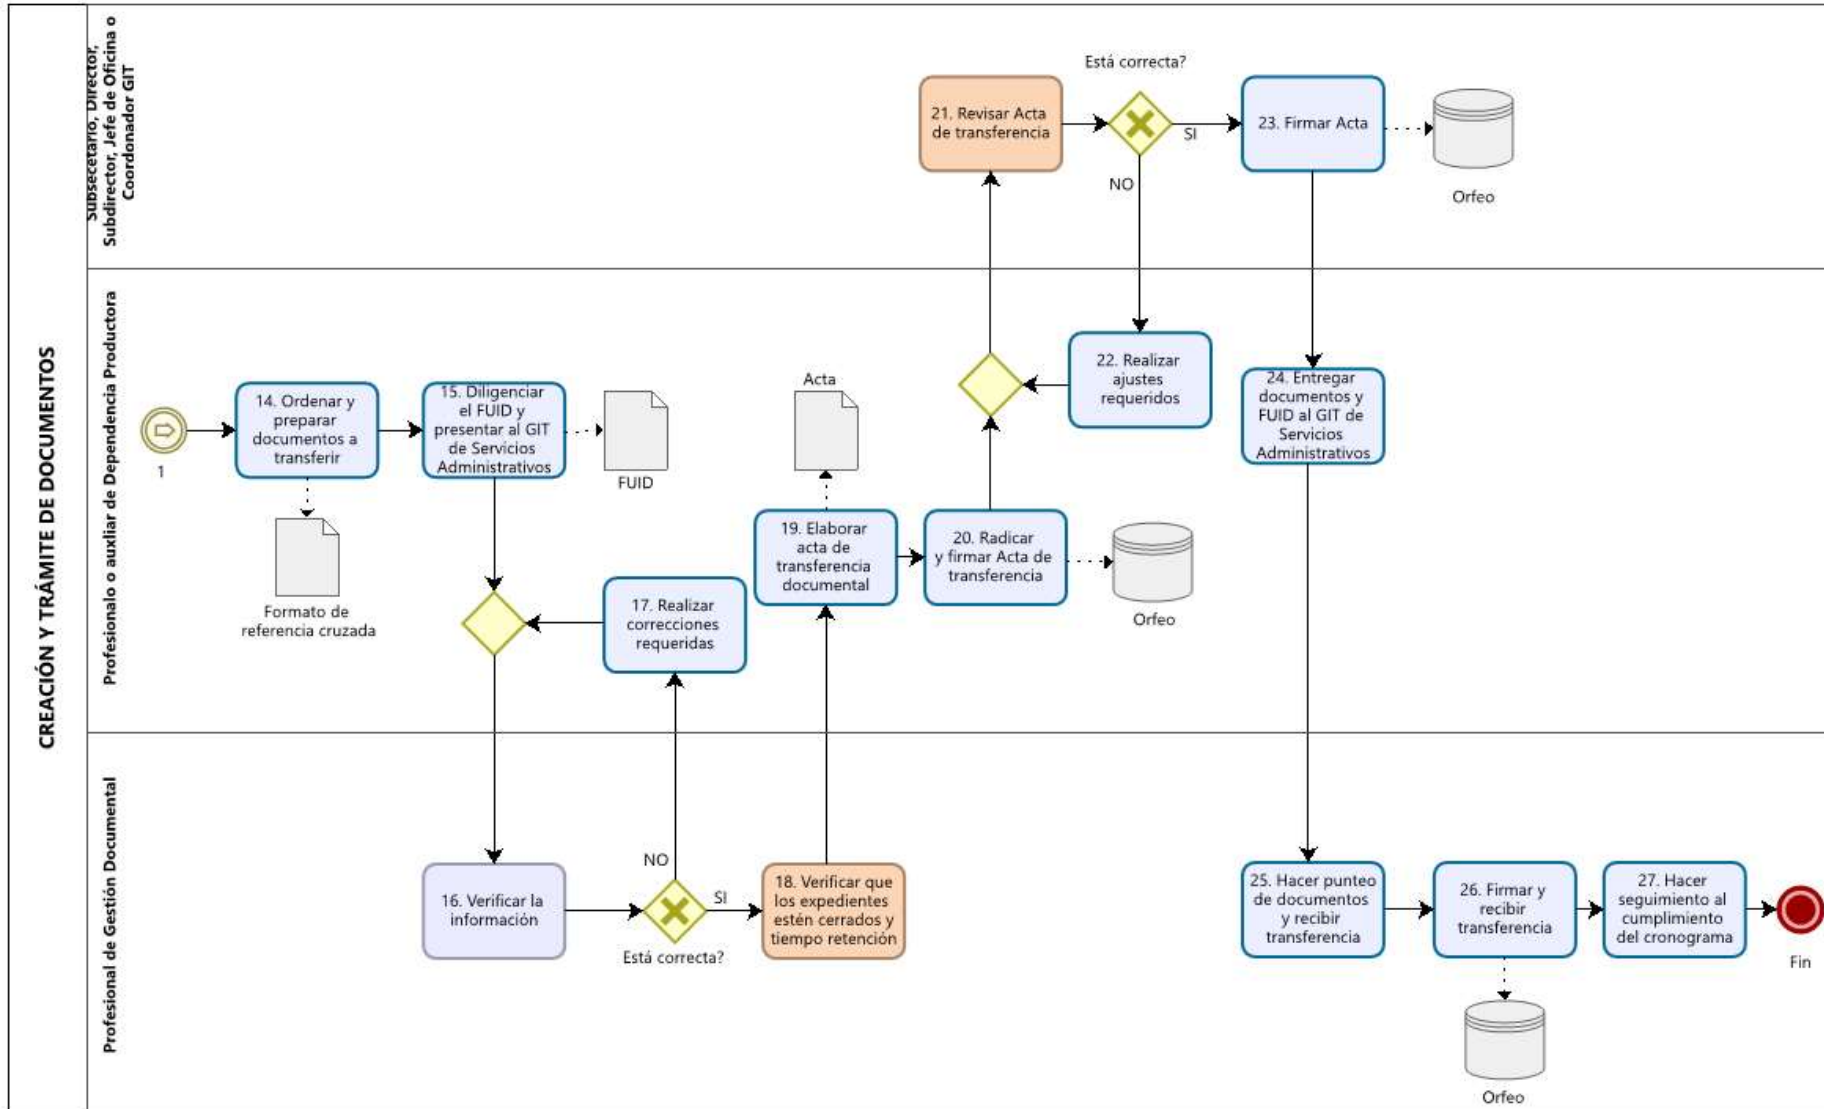 CREACIÓN Y TRÁMITE DE DOCUMENTOS
Subsecetario, Director,
Subdirector, Jefe de Oficina o
Coordonador GIT
21. Revisar Acta
de transferencia
Está correcta?
SI
NO
23. Firmar Acta
Orfeo
Profesionalo o auxliar de Dependencia Productora
1
14. Ordenar y
preparar
documentos a
transferir
Formato de
referencia cruzada
15. Diligenciar
el FUID y
presentar al GIT
de Servicios
Administrativos
FUID
17. Realizar
correcciones
requeridas
Acta
19. Elaborar
acta de
transferencia
documental
20. Radicar
y firmar Acta de
transferencia
Orfeo
22. Realizar
ajustes
requeridos
24. Entregar
documentos y
FUID al GIT de
Servicios
Administrativos
Profesional de Gestión Documental
16. Verificar la
información
NO
SI
Está correcta?
18. Verificar que
los expedientes
estén cerrados y
tiempo retención
25. Hacer punteo
de documentos
y recibir
transferencia
26. Firmar y
recibir
transferencia
Orfeo
27. Hacer
seguimiento al
cumplimiento
del cronograma
Fin